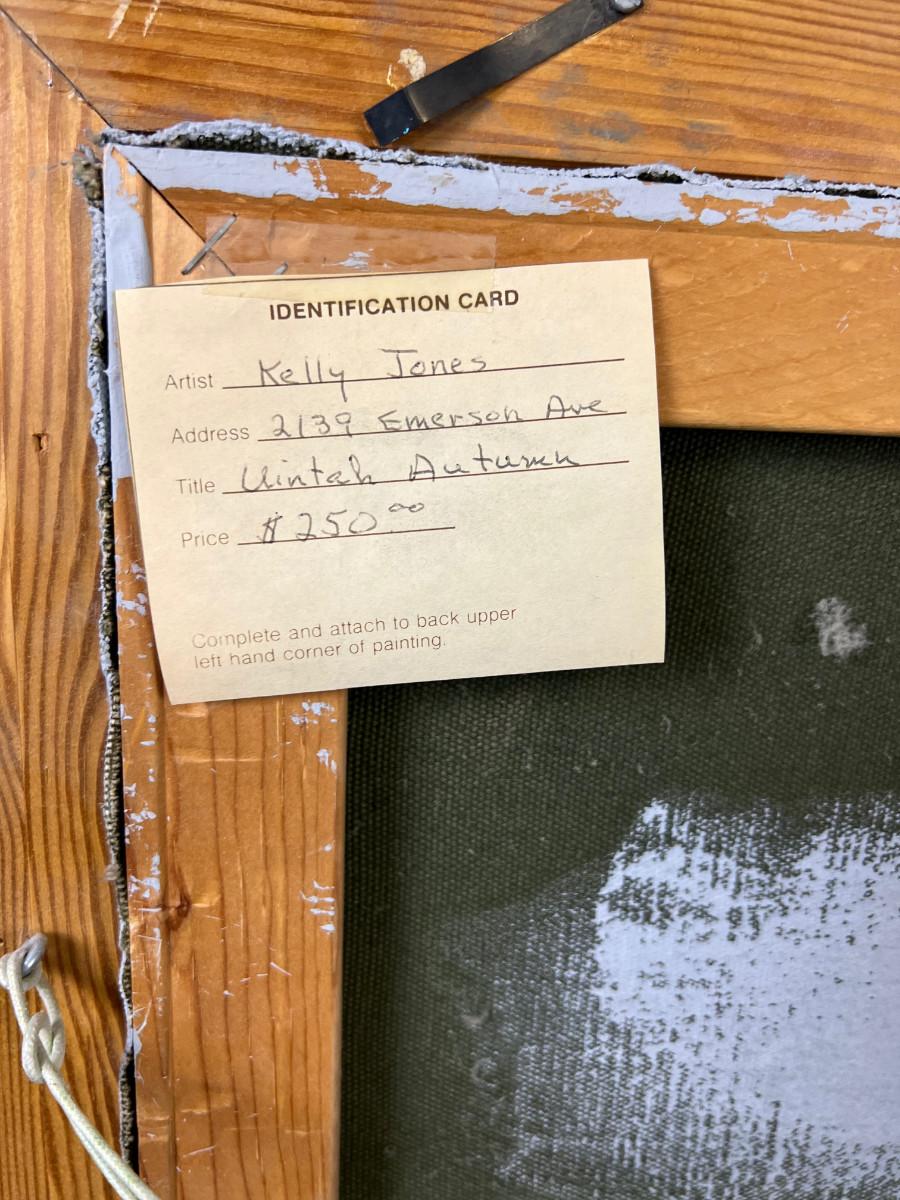 IDENTIFICATION CARD
Artist Kelly Jones
Address 2139 Emerson Ave
Title Uintah Autumn
Price $250.00
Complete and attach to back upper
left hand corner of painting.